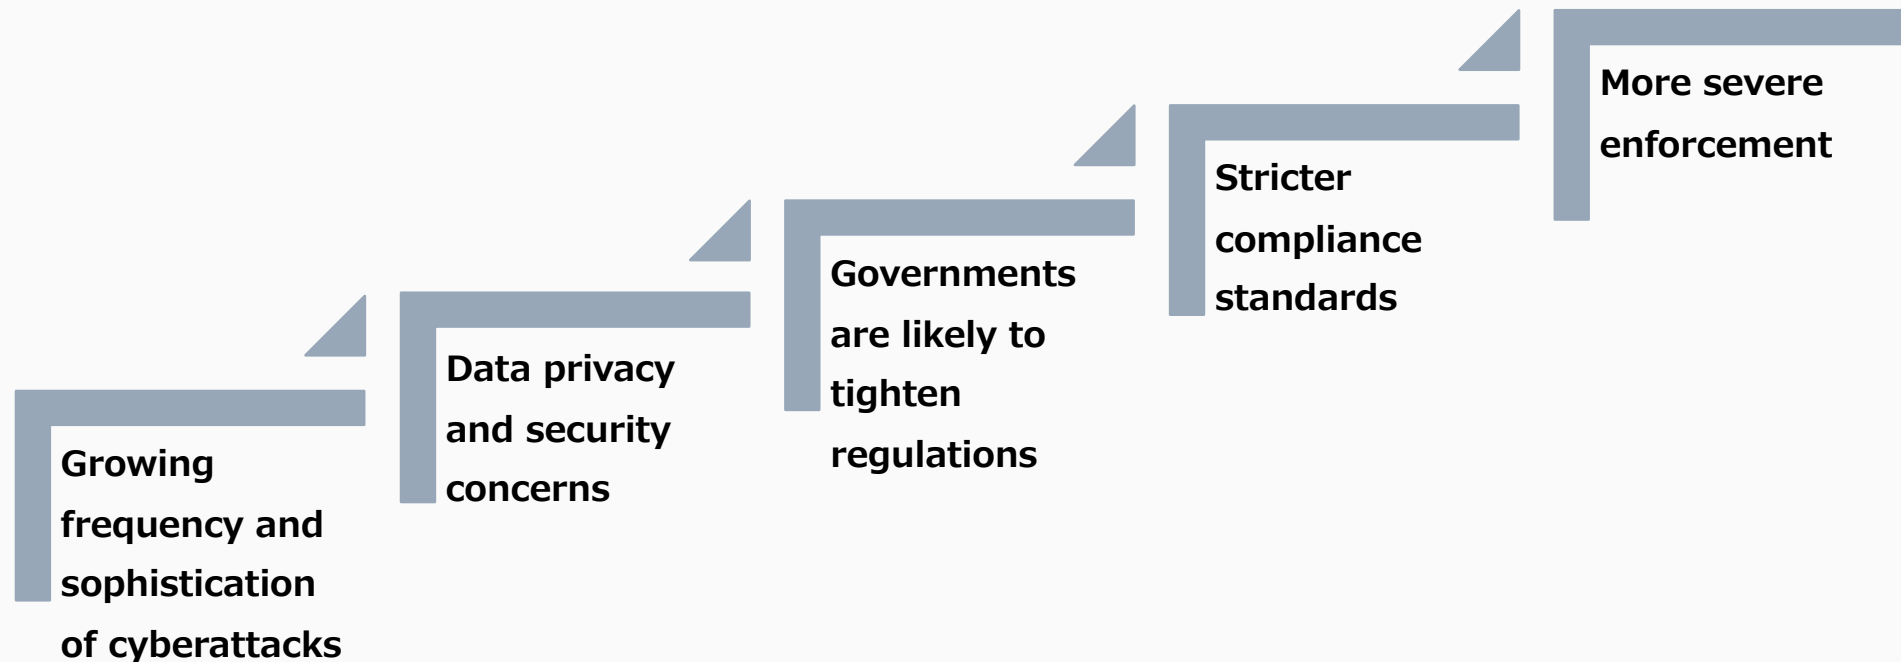 Growing
frequency and
sophistication
of cyberattacks
Data privacy
and security
concerns
Governments
are likely to
tighten
regulations
Stricter
compliance
standards
More severe
enforcement